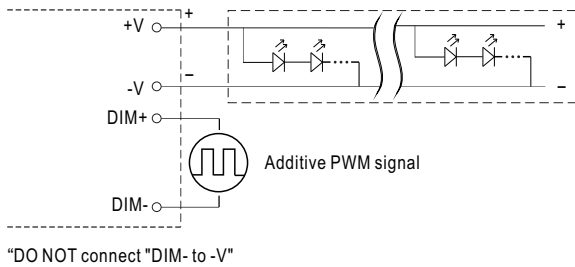 +V
+
+
-V
−
−
DIM+
Additive PWM signal
DIM-
“DO NOT connect "DIM- to -V"